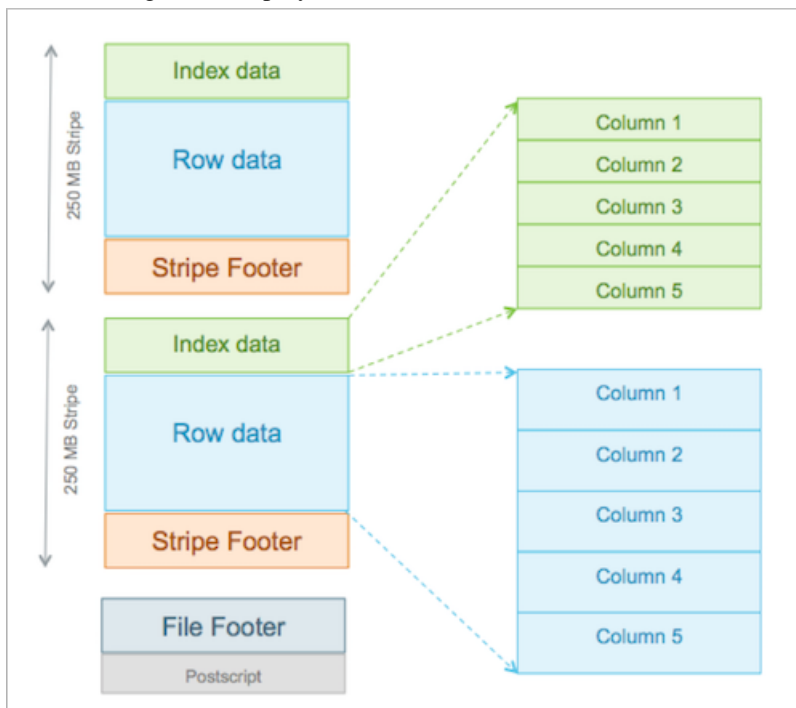 250 MB Stripe
Index data
Row data
Stripe Footer
250 MB Stripe
Index data
Row data
Stripe Footer
File Footer
Postscript
Column 1
Column 2
Column 3
Column 4
Column 5
Column 1
Column 2
Column 3
Column 4
Column 5